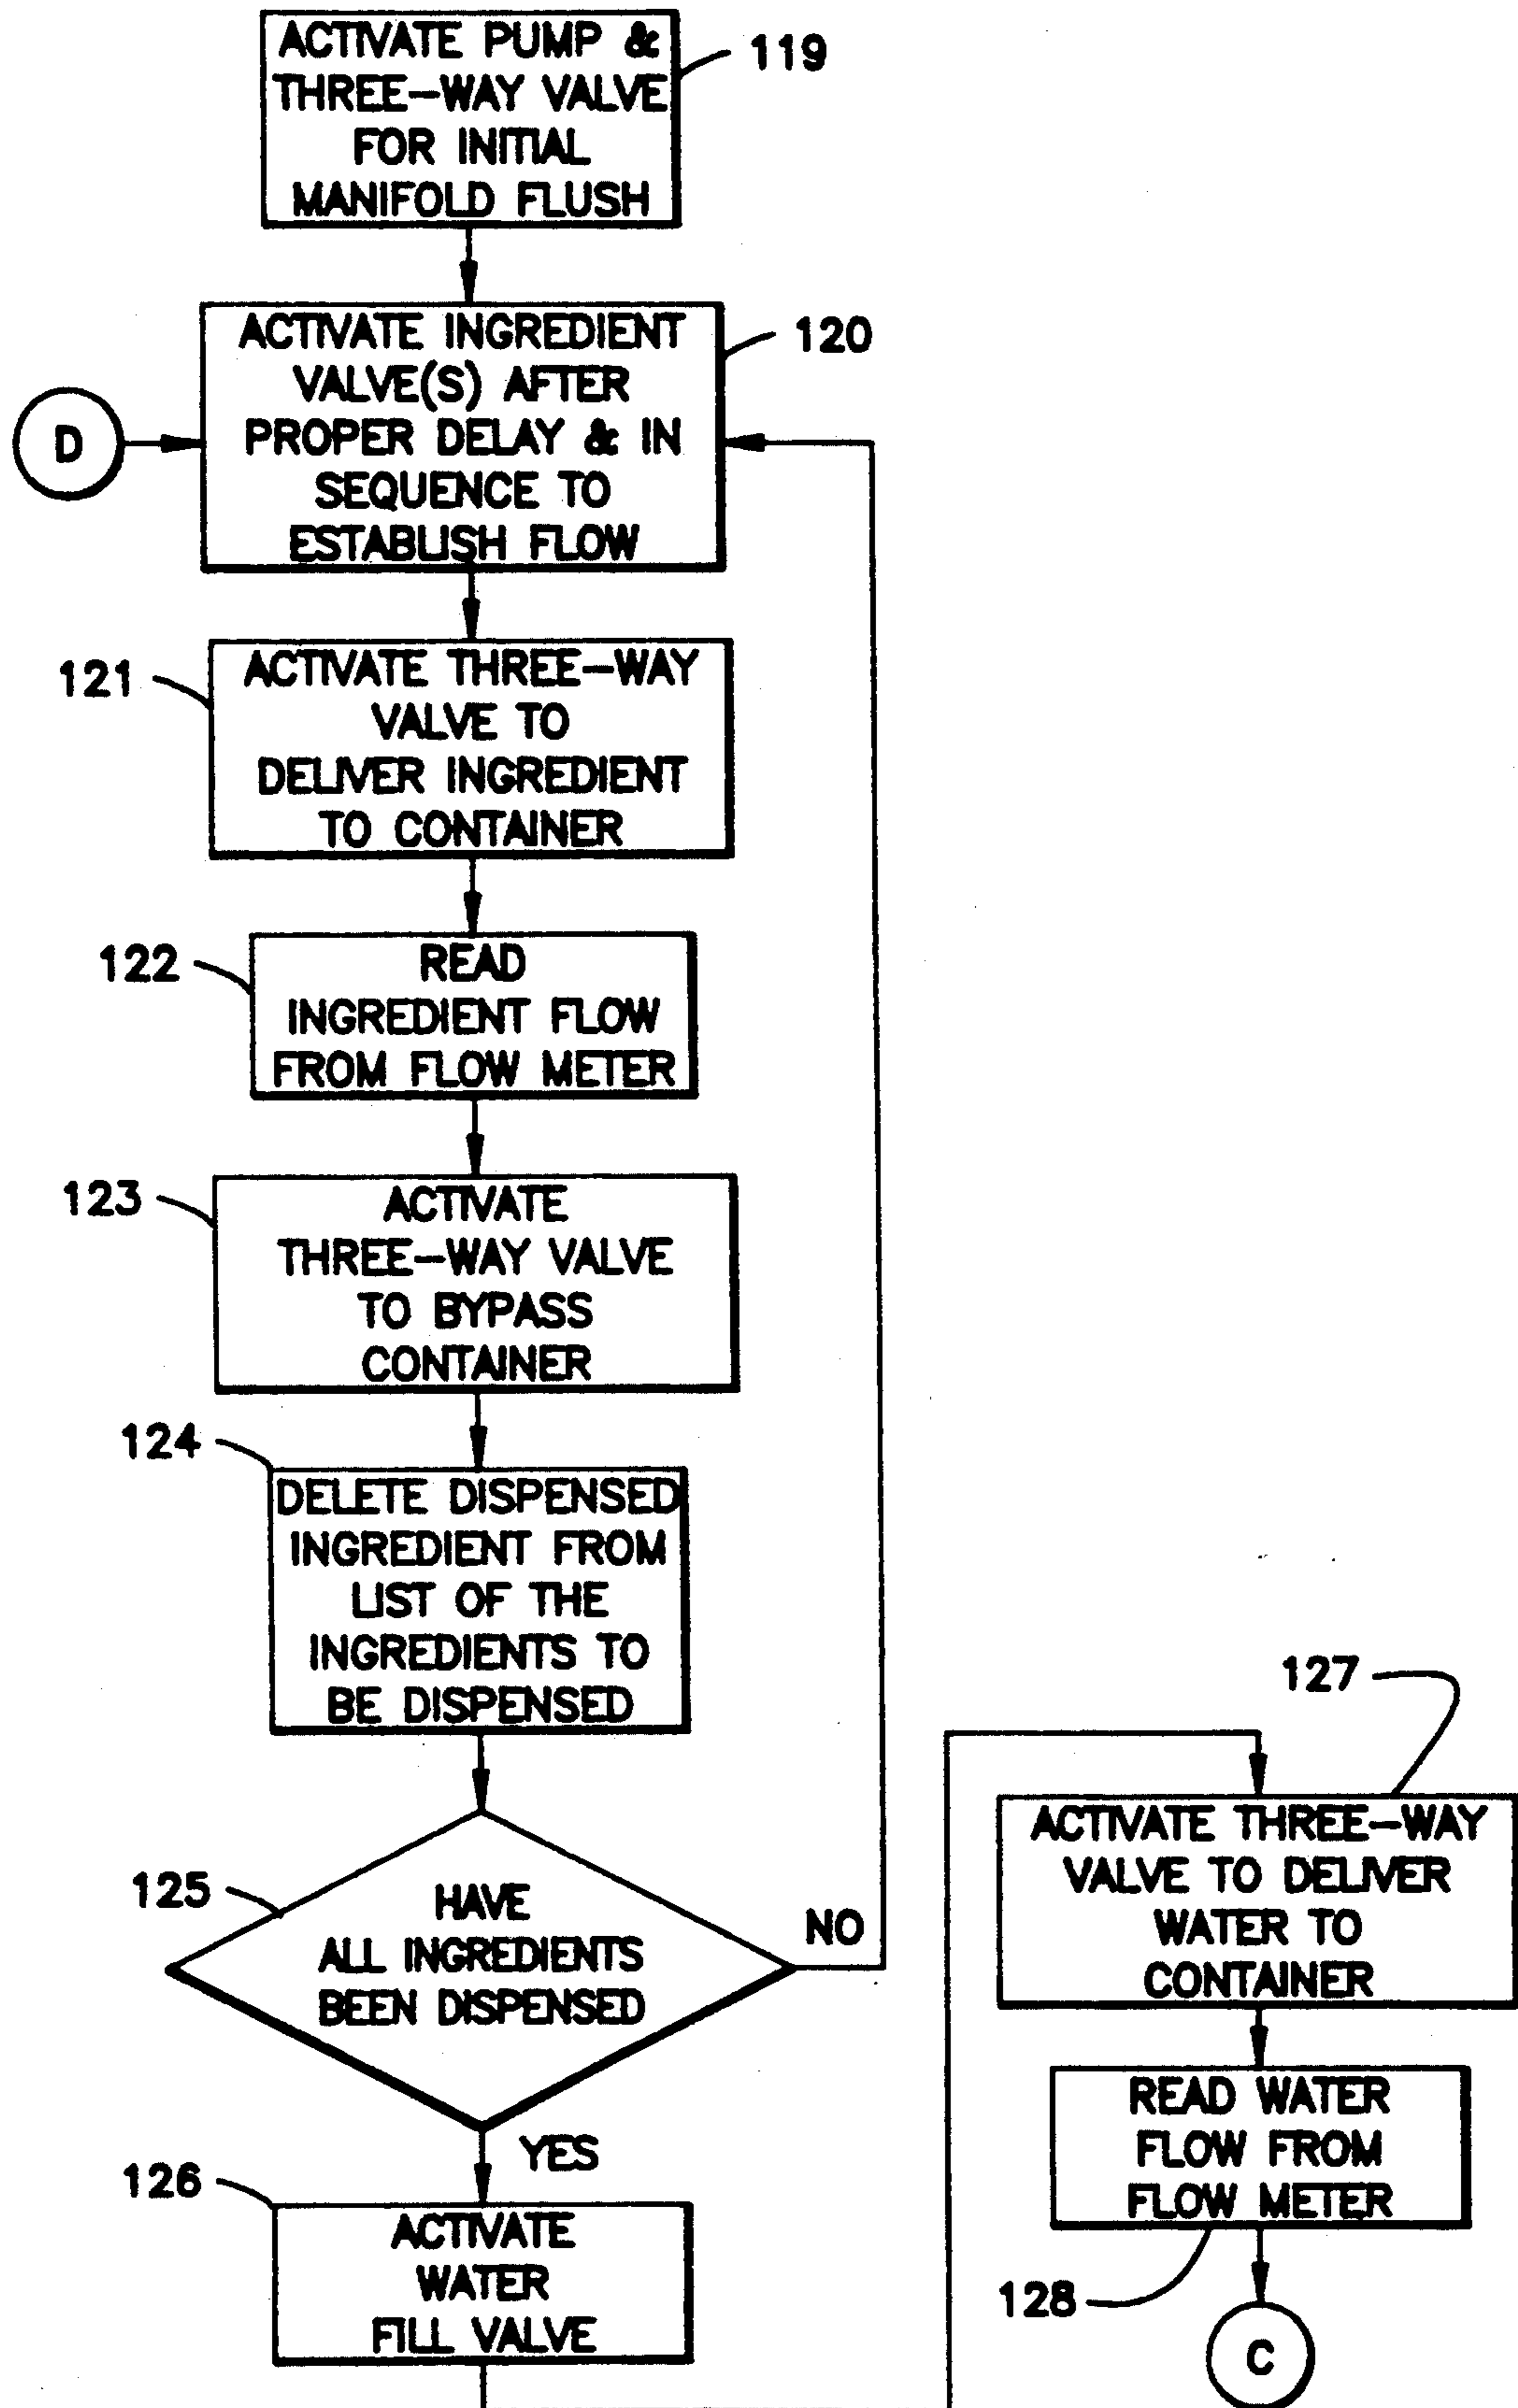 ACTIVATE PUMP &
THREE-WAY VALVE
FOR INITIAL
MANIFOLD FLUSH
119
ACTIVATE INGREDIENT
VALVE(S) AFTER
PROPER DELAY & IN
SEQUENCE TO
ESTABLISH FLOW
120
D
121
ACTIVATE THREE-WAY
VALVE TO
DELIVER INGREDIENT
TO CONTAINER
122
READ
INGREDIENT FLOW
FROM FLOW METER
123
ACTIVATE
THREE-WAY VALVE
TO BYPASS
CONTAINER
124
DELETE DISPENSED
INGREDIENT FROM
LIST OF THE
INGREDIENTS TO
BE DISPENSED
125
HAVE
ALL INGREDIENTS
BEEN DISPENSED
NO
YES
126
ACTIVATE
WATER
FILL VALVE
127
ACTIVATE THREE-WAY
VALVE TO DELIVER
WATER TO
CONTAINER
READ WATER
FLOW FROM
FLOW METER
128
C